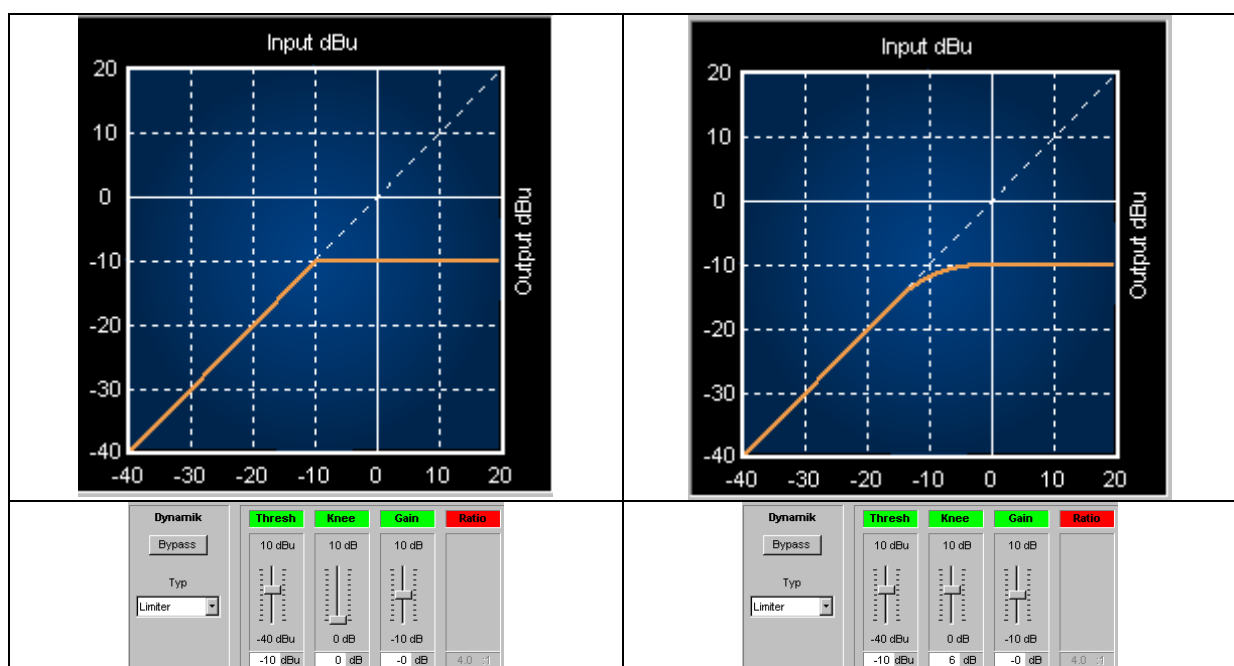 Input dBu
20
10
0
-10
-20
-30
-40
Output dBu
-40 -30 -20 -10 0 10 20
Input dBu
20
10
0
-10
-20
-30
-40
Output dBu
-40 -30 -20 -10 0 10 20
Dynamik Thresh Knee Gain Ratio
Bypass 10 dBu 10 dB 10 dB
Typ
Limiter
-40 dBu 0 dB -10 dB
-10 dBu 0 dB -0 dB 4.0 :1
Dynamik Thresh Knee Gain Ratio
Bypass 10 dBu 10 dB 10 dB
Typ
Limiter
-40 dBu 0 dB -10 dB
-10 dBu 6 dB -0 dB 4.0 :1